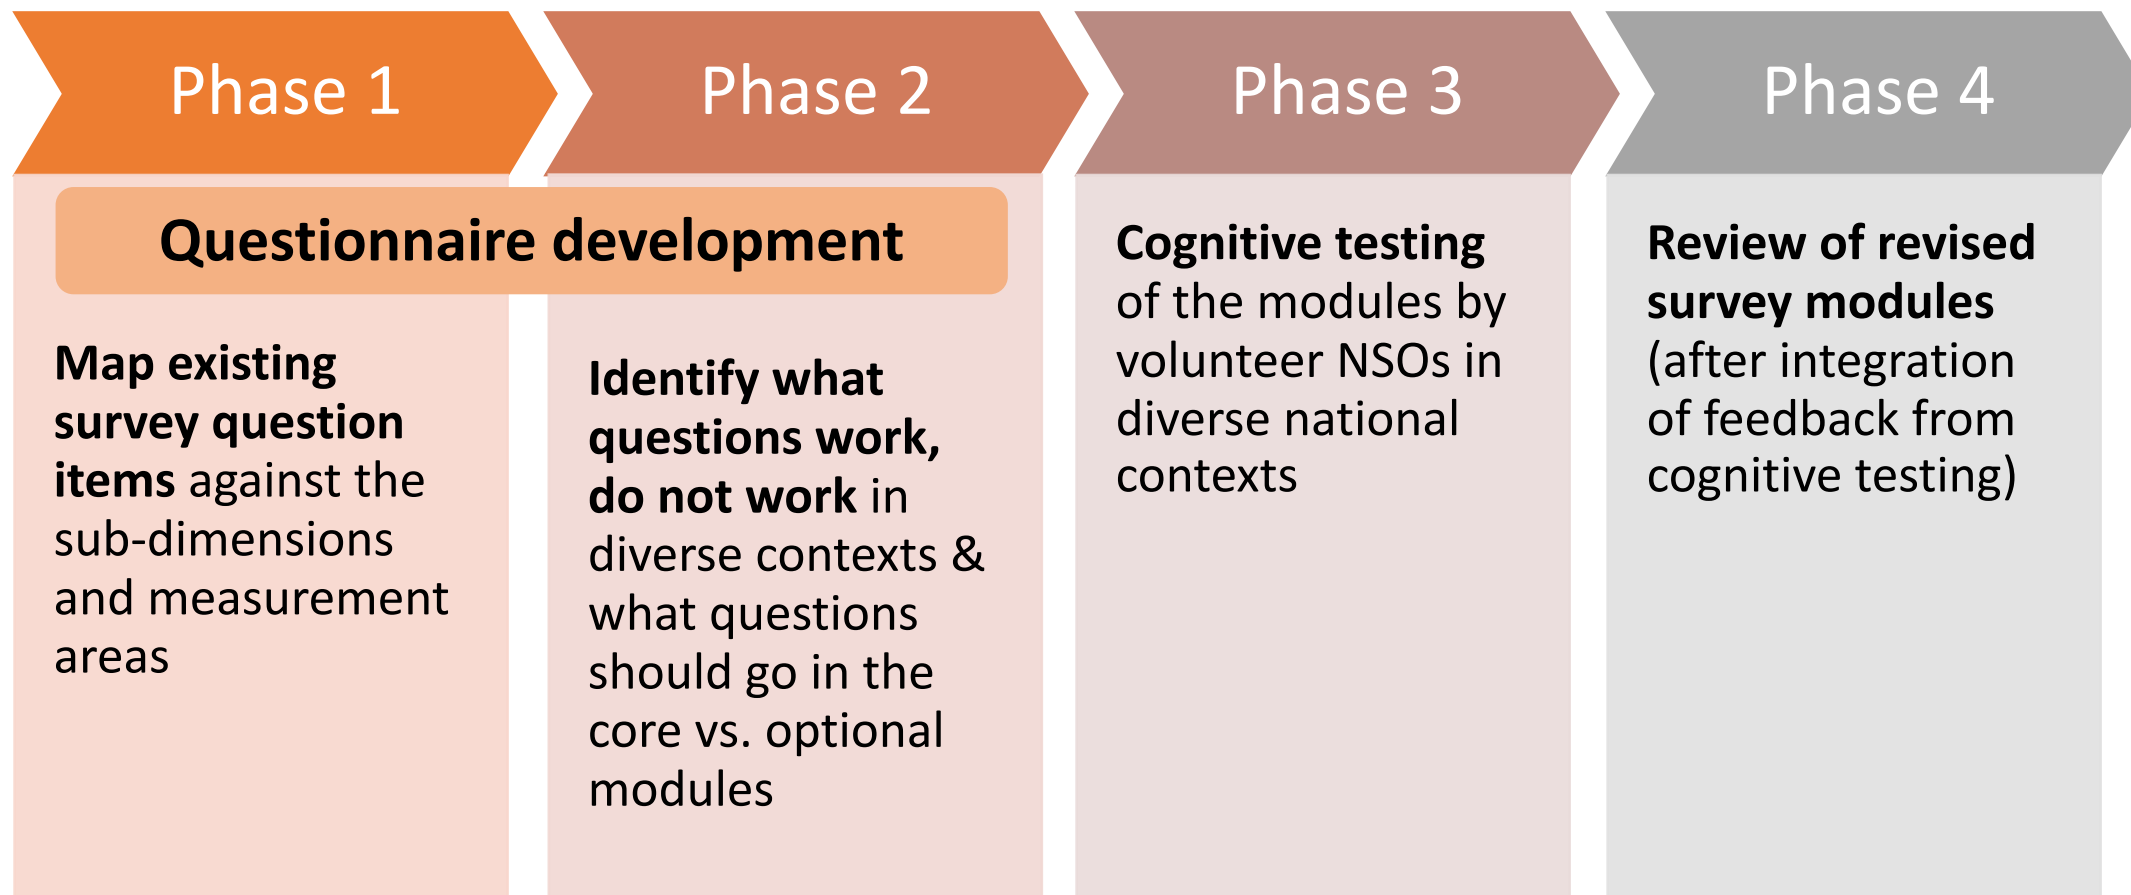 Phase 1
Phase 2
Phase 3
Phase 4
Questionnaire development
Map existing
survey question
items against the
sub-dimensions
and measurement
areas
Identify what
questions work,
do not work in
diverse contexts &
what questions
should go in the
core vs. optional
modules
Cognitive testing
of the modules by
volunteer NSOs in
diverse national
contexts
Review of revised
survey modules
(after integration
of feedback from
cognitive testing)